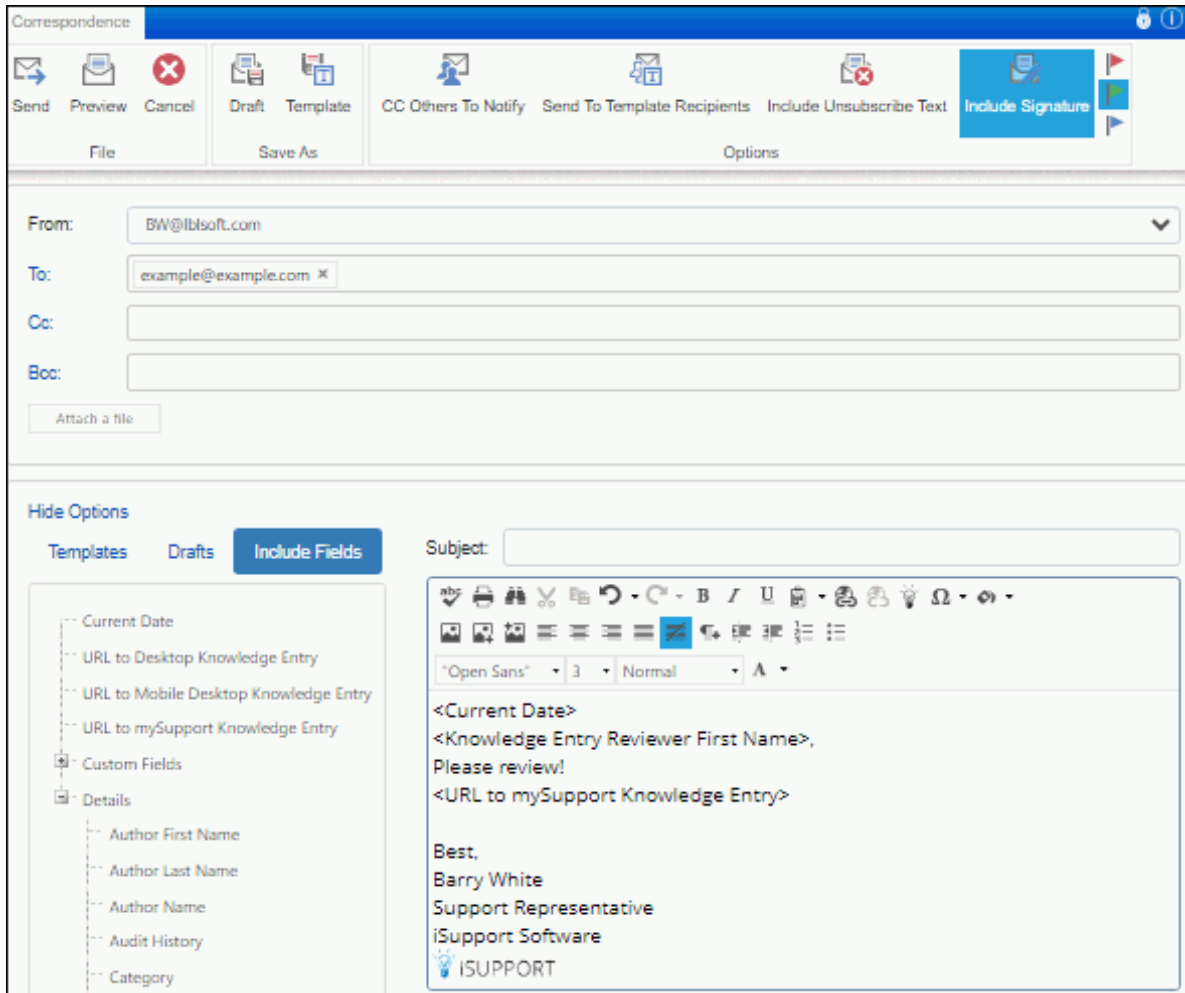 Correspondence
Send Preview Cancel Draft Template CC Others To Notify Send To Template Recipients Include Unsubscribe Text Include Signature
File Save As Options
From: BW@lblsoft.com
To: example@example.com ×
Cc:
Bcc:
Attach a file
Hide Options
Templates Drafts Include Fields
Current Date
URL to Desktop Knowledge Entry
URL to Mobile Desktop Knowledge Entry
URL to mySupport Knowledge Entry
Custom Fields
Details
Author First Name
Author Last Name
Author Name
Audit History
Category
Subject:
abc B I U Ω
"Open Sans" 3 Normal A
<Current Date>
<Knowledge Entry Reviewer First Name>,
Please review!
<URL to mySupport Knowledge Entry>
Best,
Barry White
Support Representative
iSupport Software
iSUPPORT